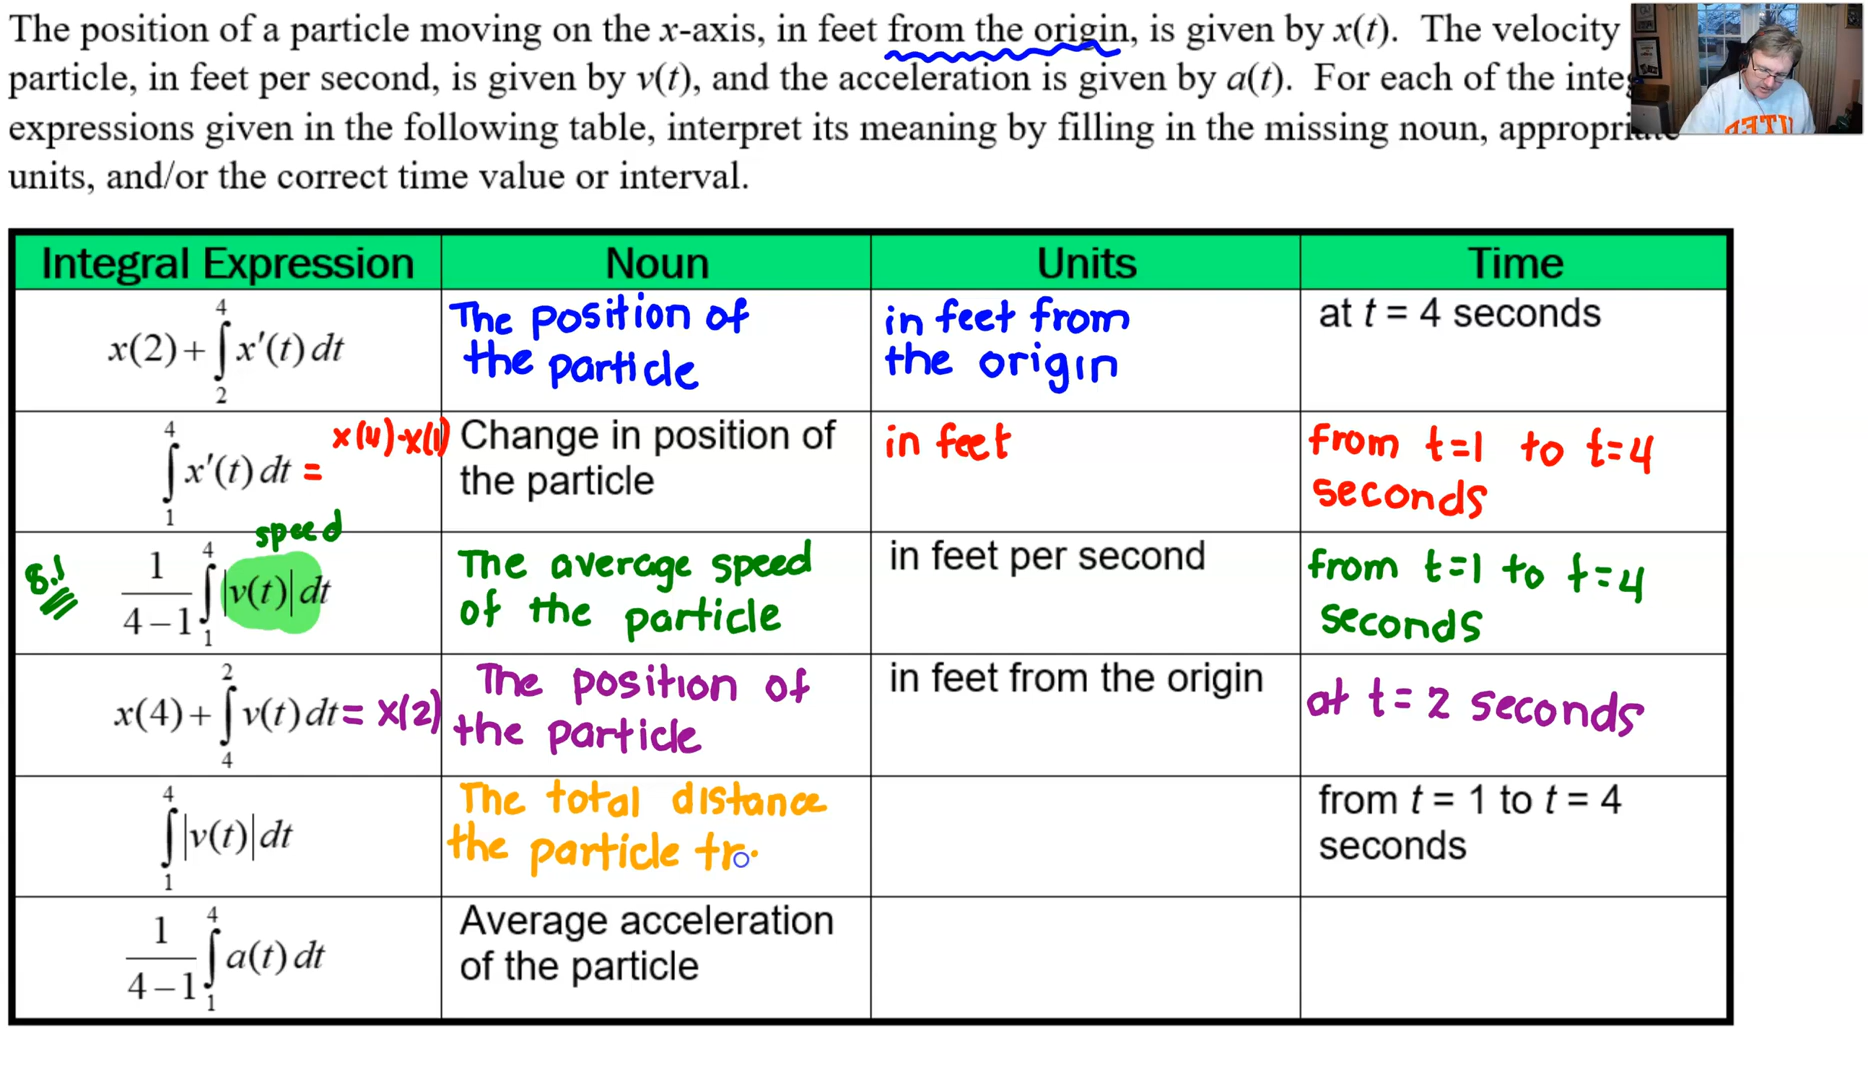 The position of a particle moving on the x-axis, in feet from the origin, is given by x(t). The velocity
particle, in feet per second, is given by v(t), and the acceleration is given by a(t). For each of the
expressions given in the following table, interpret its meaning by filling in the missing noun,
units, and/or the correct time value or interval.
Integral Expression Noun Units Time
x(2) + ∫₂⁴ x′(t) dt
The position of
the particle
in feet from
the origin
at t = 4 seconds
∫₁⁴ x′(t) dt = x(4)-x(1)
Change in position of
the particle
in feet
from t=1 to t=4
seconds
8.1
speed
1/(4−1) ∫₁⁴ |v(t)| dt
The average speed
of the particle
in feet per second
from t=1 to t=4
seconds
x(4) + ∫₄² v(t) dt = x(2)
The position of
the particle
in feet from the origin
at t=2 seconds
∫₁⁴ |v(t)| dt
The total distance
the particle tr
from t = 1 to t = 4
seconds
1/(4−1) ∫₁⁴ a(t) dt
Average acceleration
of the particle